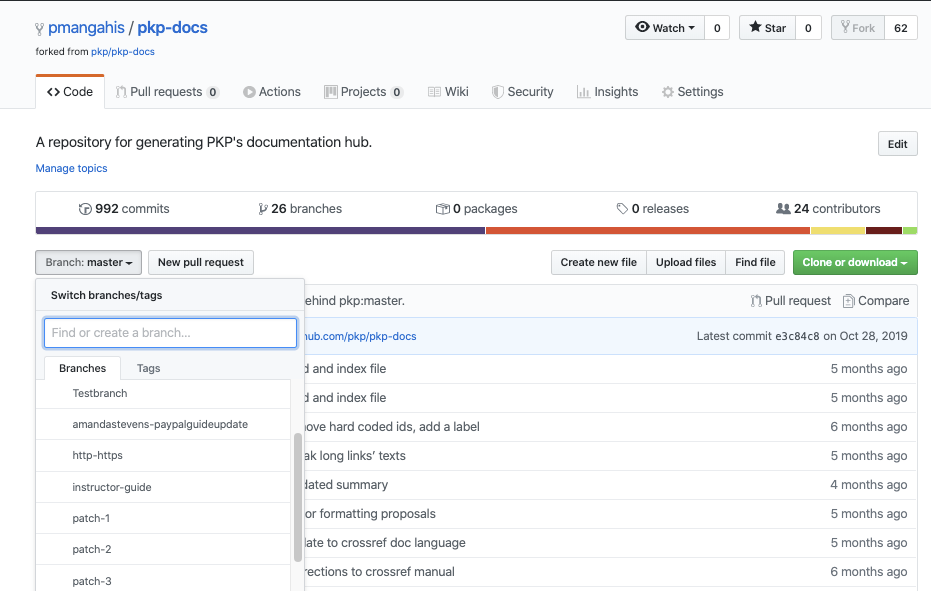 pmangahis / pkp-docs
Watch 0 Star 0 Fork 62
forked from pkp/pkp-docs
Code Pull requests 0 Actions Projects 0 Wiki Security Insights Settings
A repository for generating PKP's documentation hub.
Edit
Manage topics
992 commits 26 branches 0 packages 0 releases 24 contributors
Branch: master New pull request Create new file Upload files Find file Clone or download
Switch branches/tags
Find or create a branch...
Branches Tags
Testbranch
amandastevens-paypalguideupdate
http-https
instructor-guide
patch-1
patch-2
patch-3
pkp:master. Pull request Compare
hub.com/pkp/pkp-docs Latest commit e3c84c8 on Oct 28, 2019
and index file 5 months ago
and index file 5 months ago
hard coded ids, add a label 6 months ago
long links’ texts 5 months ago
summary 4 months ago
formatting proposals 5 months ago
to crossref doc language 5 months ago
to crossref manual 6 months ago